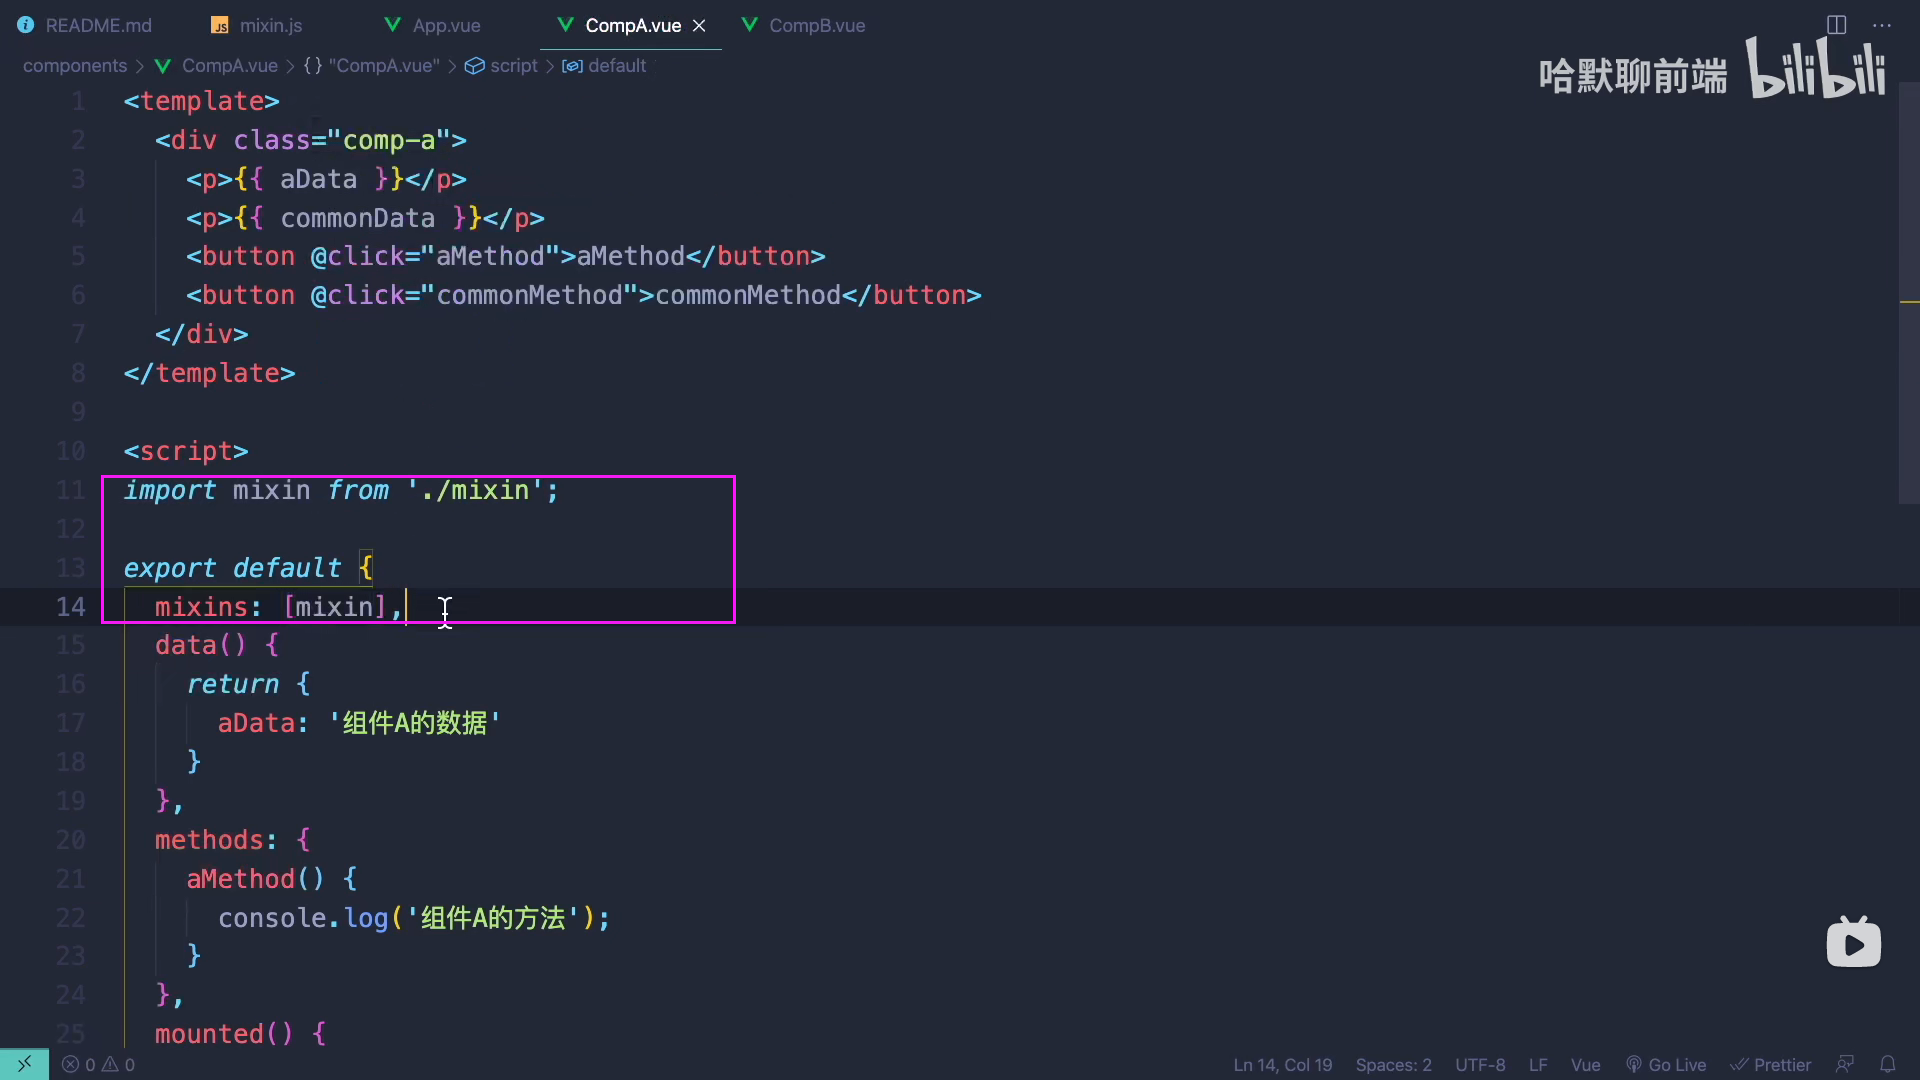 README.md
JS mixin.js
App.vue
CompA.vue
CompB.vue
components > CompA.vue > {} "CompA.vue" > script > default
哈默聊前端 bilibili
1 <template>
2 <div class="comp-a">
3 <p>{{ aData }}</p>
4 <p>{{ commonData }}</p>
5 <button @click="aMethod">aMethod</button>
6 <button @click="commonMethod">commonMethod</button>
7 </div>
8 </template>
9
10 <script>
11 import mixin from './mixin';
12
13 export default {
14 mixins: [mixin],
15 data() {
16 return {
17 aData: '组件A的数据'
18 }
19 },
20 methods: {
21 aMethod() {
22 console.log('组件A的方法');
23 }
24 },
25 mounted() {
0 0
Ln 14, Col 19 Spaces: 2 UTF-8 LF Vue Go Live Prettier